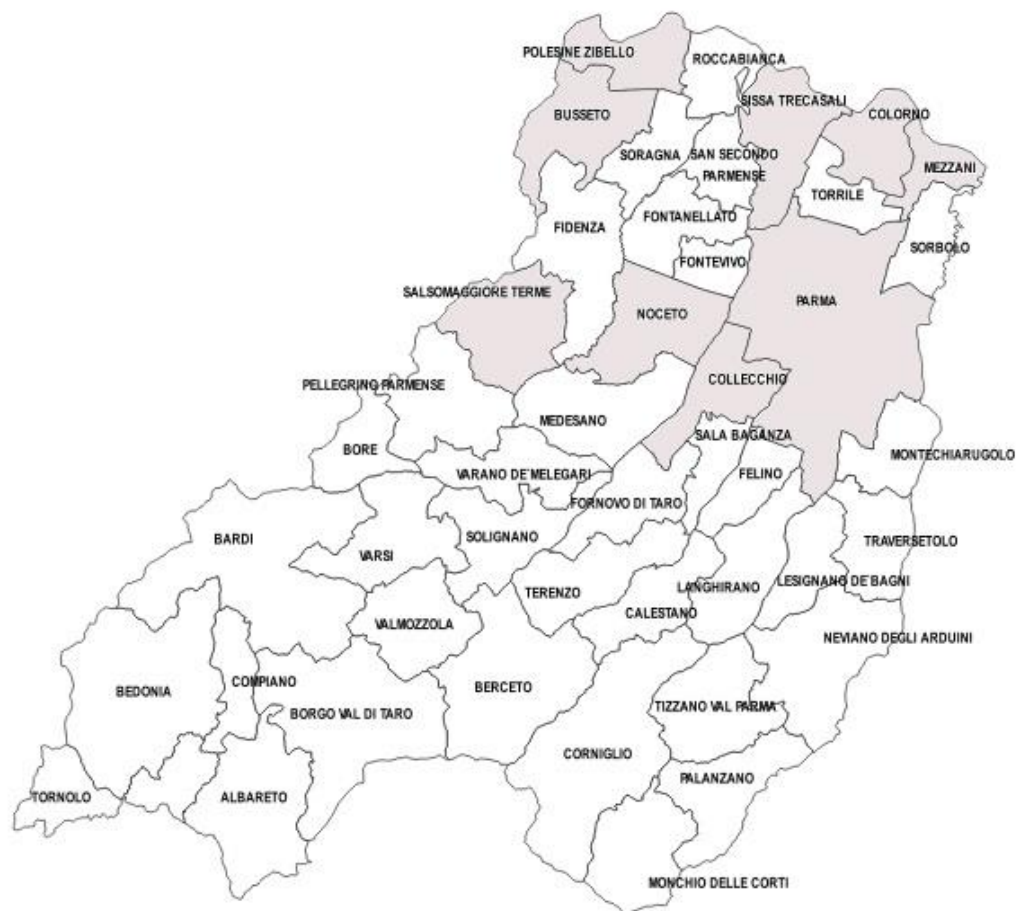 POLESINE ZIBELLO
ROCCABIANCA
SISSA TRECASALI
BUSSETO
COLORNO
SORAGNA
SAN SECONDO
PARMENSE
MEZZANI
TORRILE
FONTANELLATO
FIDENZA
SORBOLO
FONTEVIVO
SALSOMAGGIORE TERME
PARMA
NOCETO
COLLECCHIO
PELLEGRINO PARMENSE
MEDESANO
SALA BAGANZA
BORE
MONTECHIARUGOLO
VARANO DE'MELEGARI
FELINO
FORNOVO DI TARO
BARDI
SOLIGNANO
TRAVERSETOLO
VARSI
LESIGNANO DE'BAGNI
LANGHIRANO
TERENZO
CALESTANO
VALMOZZOLA
NEVIANO DEGLI ARDUINI
COMPIANO
BERCETO
BEDONIA
TIZZANO VAL PARMA
BORGO VAL DI TARO
CORNIGLIO
PALANZANO
TORNOLO
ALBARETO
MONCHIO DELLE CORTI